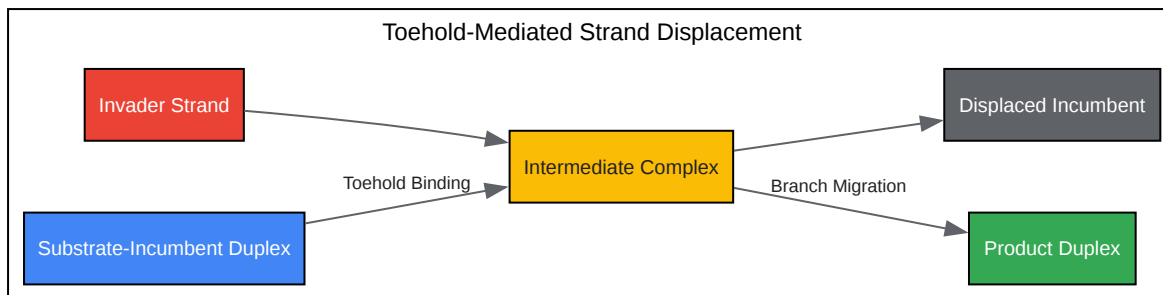 Toehold-Mediated Strand Displacement
Invader Strand
Displaced Incumbent
Intermediate Complex
Toehold Binding
Branch Migration
Substrate-Incumbent Duplex
Product Duplex